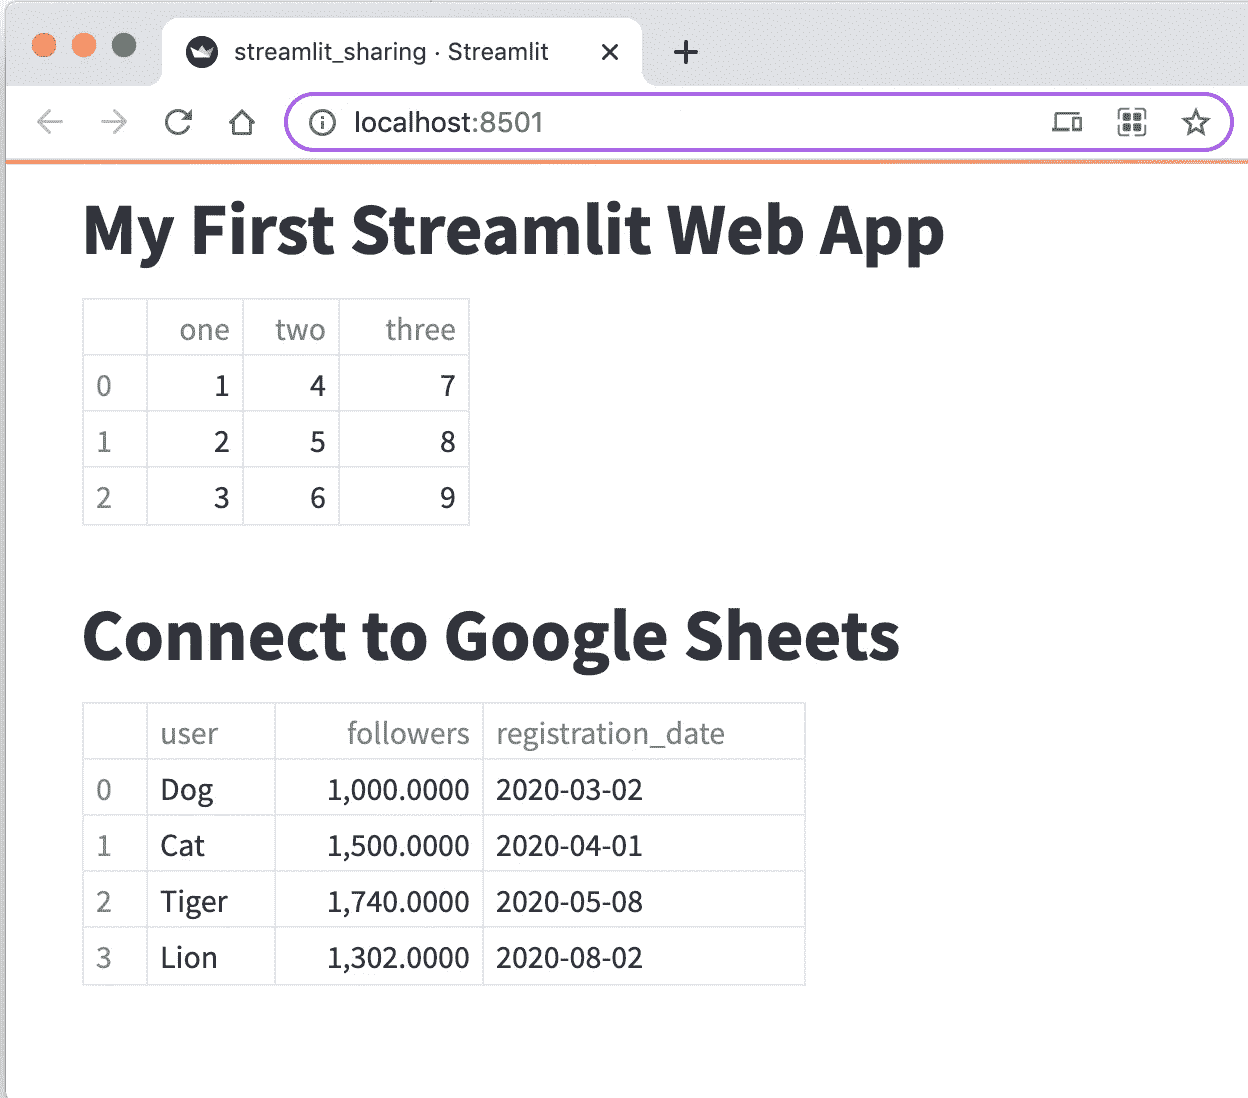 streamlit_sharing · Streamlit
localhost:8501
My First Streamlit Web App
one two three
0 1 4 7
1 2 5 8
2 3 6 9
Connect to Google Sheets
user followers registration_date
0 Dog 1,000.0000 2020-03-02
1 Cat 1,500.0000 2020-04-01
2 Tiger 1,740.0000 2020-05-08
3 Lion 1,302.0000 2020-08-02